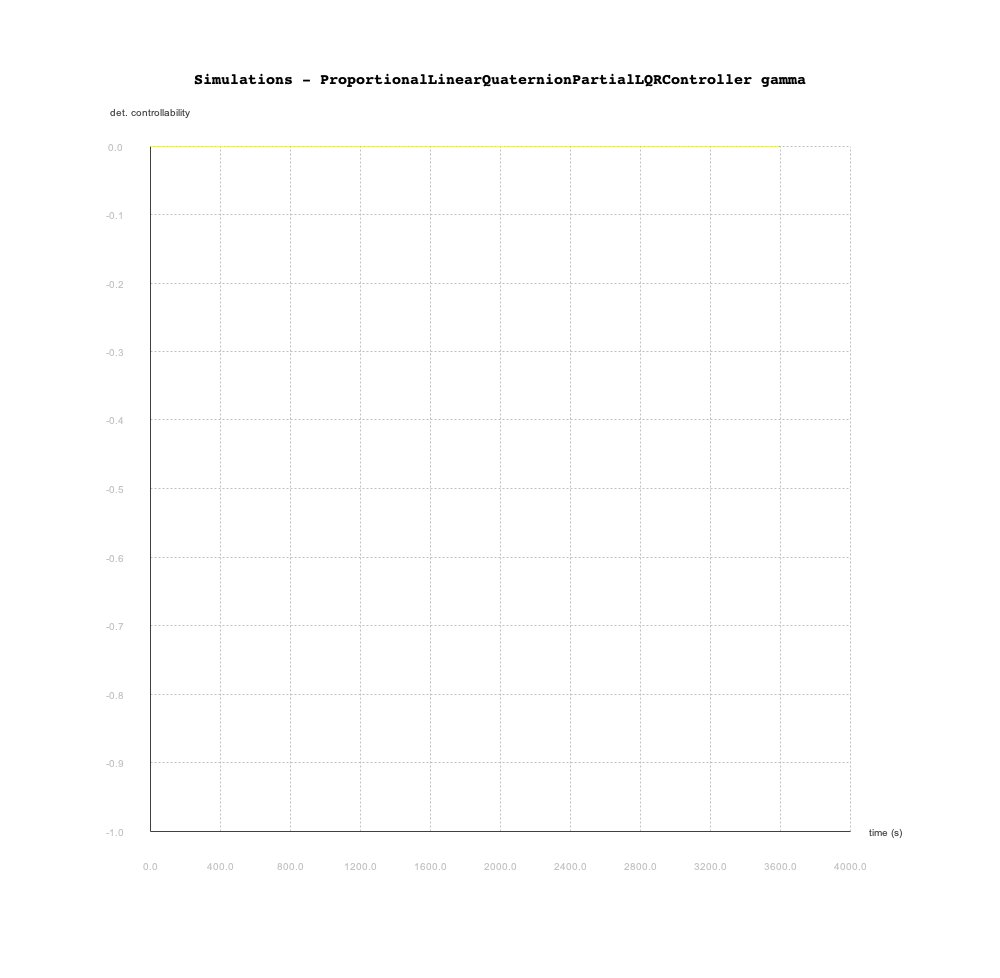 Simulations - ProportionalLinearQuaternionPartialLQRController gamma
det. controllability
0.0
-0.1
-0.2
-0.3
-0.4
-0.5
-0.6
-0.7
-0.8
-0.9
-1.0
time (s)
0.0 400.0 800.0 1200.0 1600.0 2000.0 2400.0 2800.0 3200.0 3600.0 4000.0